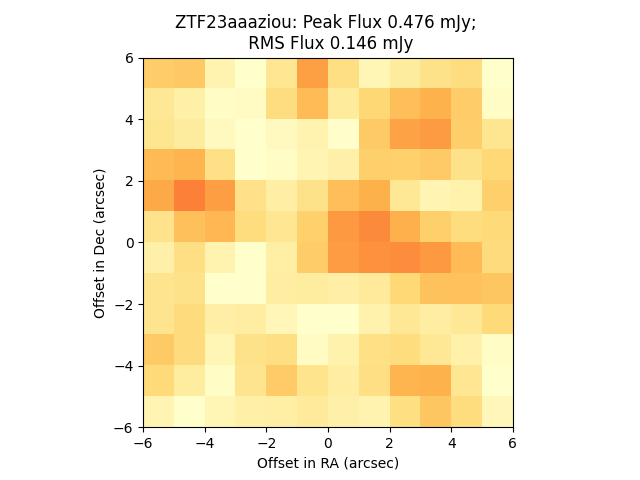 ZTF23aaaziou: Peak Flux 0.476 mJy;
RMS Flux 0.146 mJy
6
4
2
0
−2
−4
−6
Offset in Dec (arcsec)
−6 −4 −2 0 2 4 6
Offset in RA (arcsec)